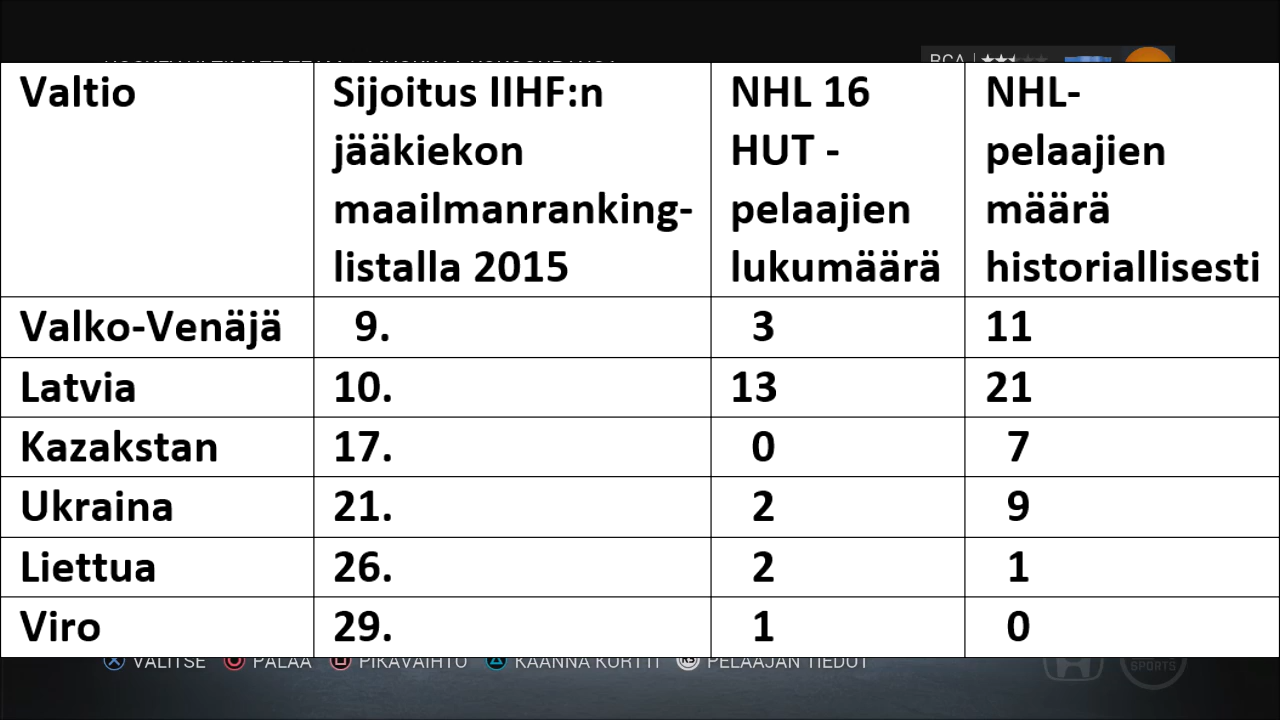 BCA
Valtio Sijoitus IIHF:n NHL 16 NHL-
jääkiekon HUT - pelaajien
maailmanranking- pelaajien määrä
listalla 2015 lukumäärä historiallisesti
Valko-Venäjä 9. 3 11
Latvia 10. 13 21
Kazakstan 17. 0 7
Ukraina 21. 2 9
Liettua 26. 2 1
Viro 29. 1 0
VALITSE PALAA PIKAVAIHTO KÄÄNNÄ KORTTI PELAAJAN TIEDOT
SPORTS